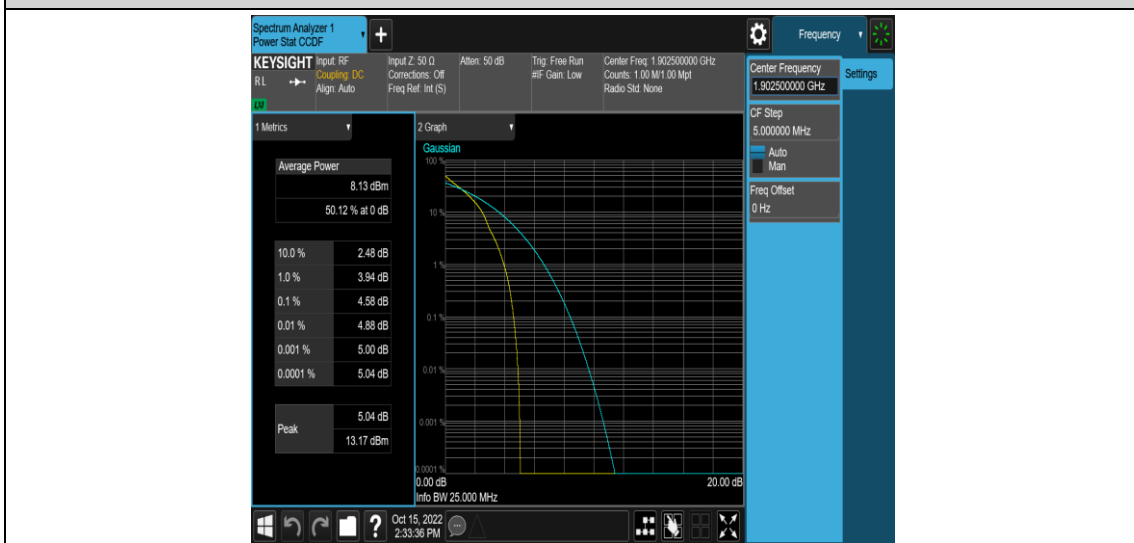 Spectrum Analyzer 1
Power Stat CCDF
+
Frequency
KEYSIGHT
RL
LXI
Input: RF
Coupling: DC
Align: Auto
Input Z: 50 Ω
Corrections: Off
Freq Ref: Int (S)
Atten: 50 dB
Trig: Free Run
#IF Gain: Low
Center Freq: 1.902500000 GHz
Counts: 1.00 M/1.00 Mpt
Radio Std: None
Center Frequency
1.902500000 GHz
Settings
CF Step
5.000000 MHz
Auto
Man
Freq Offset
0 Hz
1 Metrics
Average Power
8.13 dBm
50.12 % at 0 dB
10.0 % 2.48 dB
1.0 % 3.94 dB
0.1 % 4.58 dB
0.01 % 4.88 dB
0.001 % 5.00 dB
0.0001 % 5.04 dB
Peak
5.04 dB
13.17 dBm
2 Graph
Gaussian
100 %
10 %
1 %
0.1 %
0.01 %
0.001 %
0.0001 %
0.00 dB 20.00 dB
Info BW 25.000 MHz
?
Oct 15, 2022
2:33:36 PM